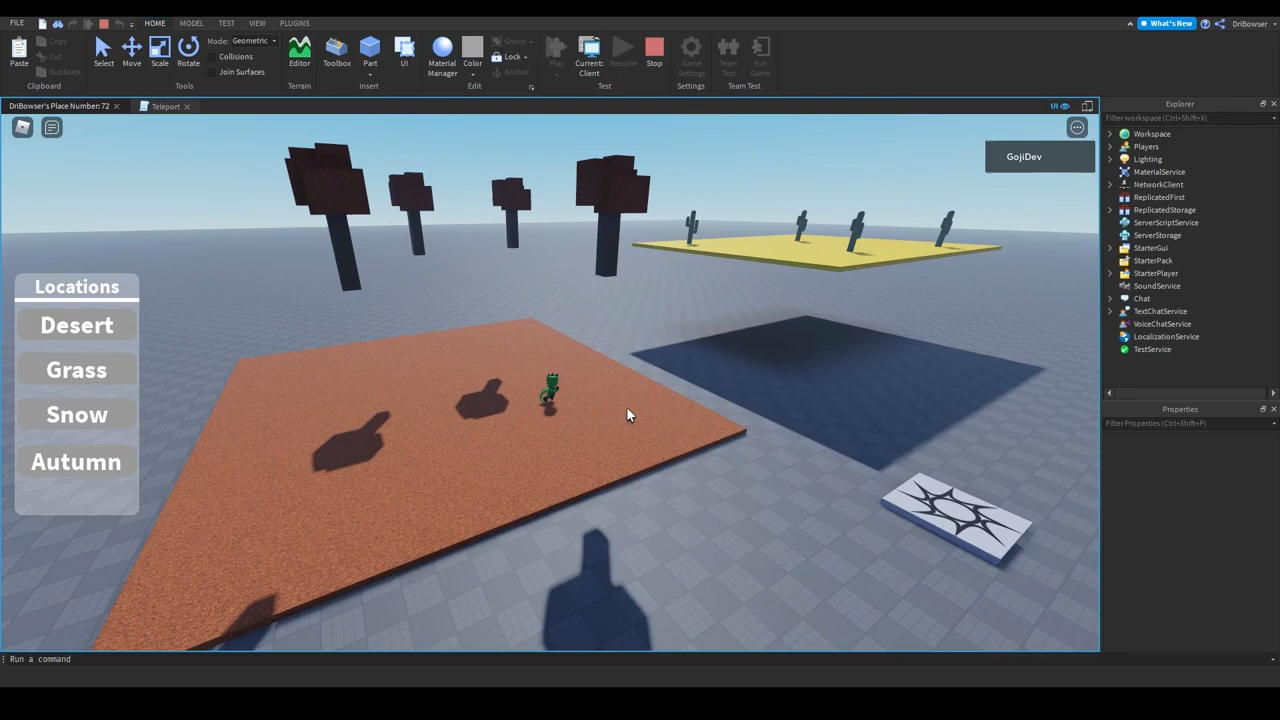 FILE
HOME
MODEL
TEST
VIEW
PLUGINS
What's New
DriBowser
Paste
Copy
Cut
Duplicate
Clipboard
Select
Move
Scale
Rotate
Mode: Geometric
Collisions
Join Surfaces
Tools
Editor
Terrain
Toolbox
Part
UI
Insert
Material
Manager
Color
Group
Lock
Anchor
Edit
Play
Current:
Client
Resume
Stop
Test
Game
Settings
Settings
Team
Test
Exit
Game
Team Test
DriBowser's Place Number: 72
Teleport
UI
GojiDev
Locations
Desert
Grass
Snow
Autumn
Explorer
Filter workspace (Ctrl+Shift+X)
Workspace
Players
Lighting
MaterialService
NetworkClient
ReplicatedFirst
ReplicatedStorage
ServerScriptService
ServerStorage
StarterGui
StarterPack
StarterPlayer
SoundService
Chat
TextChatService
VoiceChatService
LocalizationService
TestService
Properties
Filter Properties (Ctrl+Shift+P)
Run a command